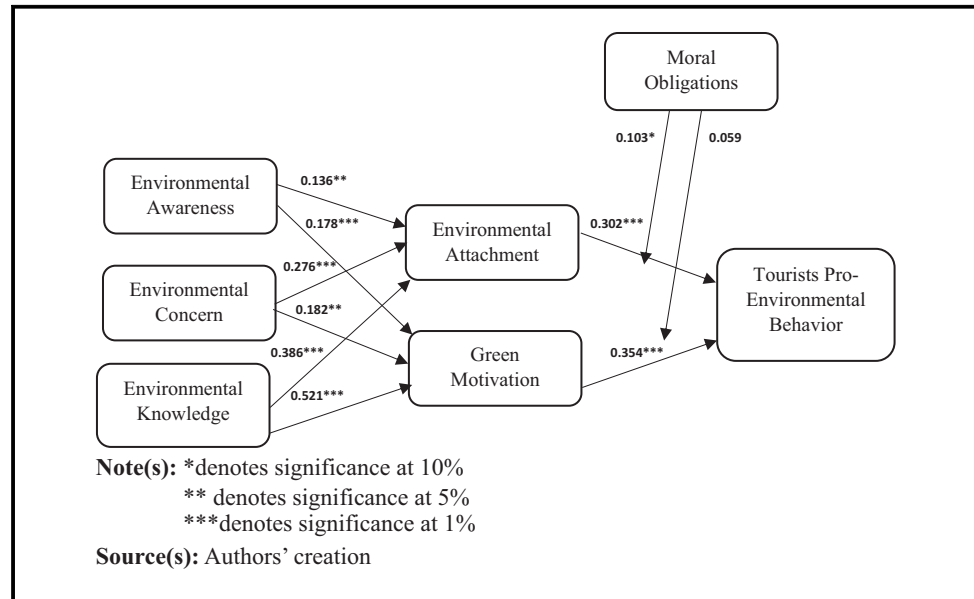 Moral
Obligations
0.103*
0.059
Environmental
Awareness
0.136**
0.178***
Environmental
Attachment
0.302***
Environmental
Concern
0.276***
0.182**
Tourists Pro-
Environmental
Behavior
Environmental
Knowledge
0.386***
0.521***
Green
Motivation
0.354***
Note(s): *denotes significance at 10%
** denotes significance at 5%
***denotes significance at 1%
Source(s): Authors' creation